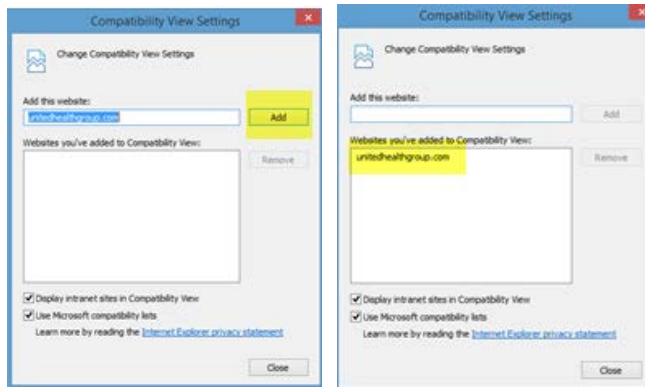 Compatibility View Settings
Change Compatibility View Settings
Add this website:
unitedhealthgroup.com
Add
Websites you've added to Compatibility View:
Remove
Display intranet sites in Compatibility View
Use Microsoft compatibility lists
Learn more by reading the Internet Explorer privacy statement
Close
Compatibility View Settings
Change Compatibility View Settings
Add this website:
Add
Websites you've added to Compatibility View:
unitedhealthgroup.com
Remove
Display intranet sites in Compatibility View
Use Microsoft compatibility lists
Learn more by reading the Internet Explorer privacy statement
Close